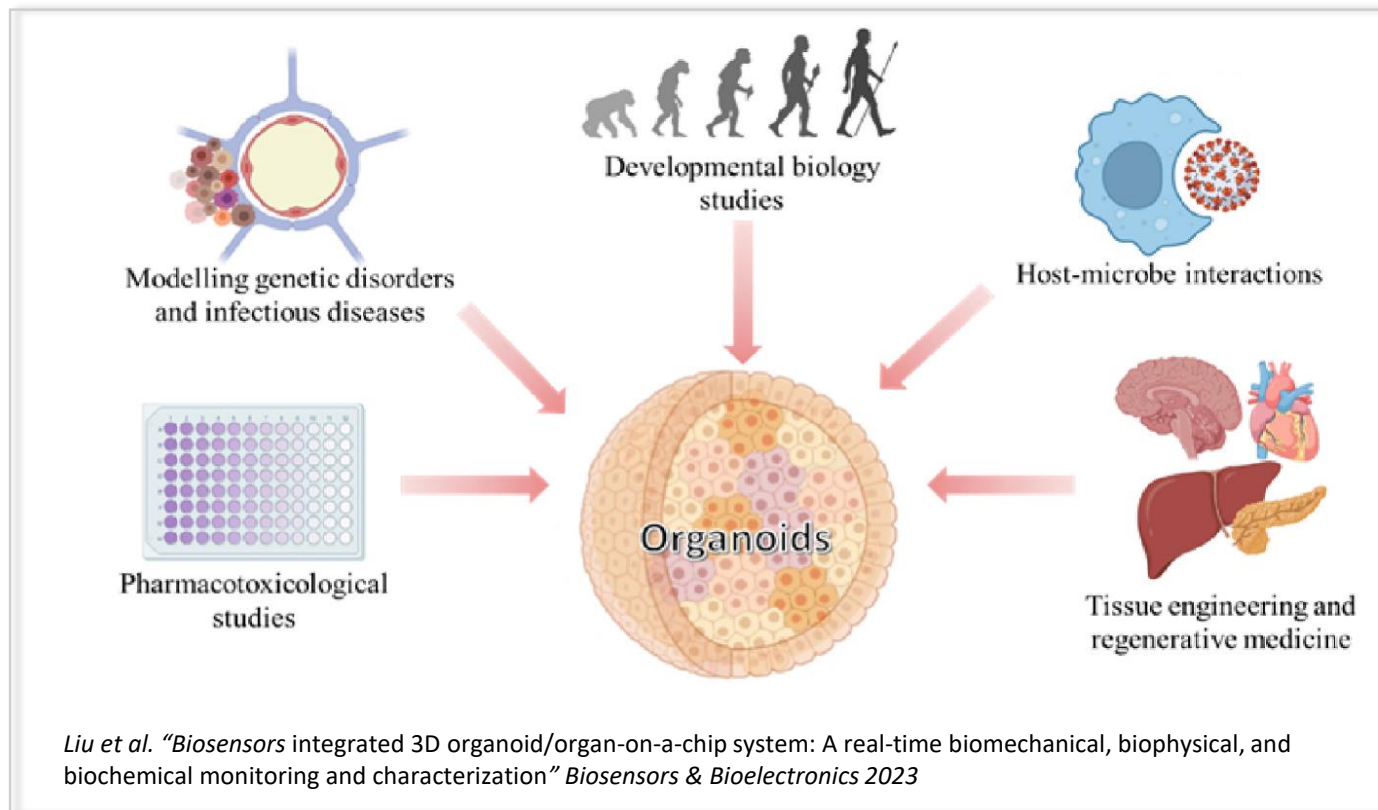 Developmental biology
studies
Modelling genetic disorders
and infectious diseases
Host-microbe interactions
Organoids
Pharmacotoxicological
studies
Tissue engineering and
regenerative medicine
Liu et al. “Biosensors integrated 3D organoid/organ-on-a-chip system: A real-time biomechanical, biophysical, and
biochemical monitoring and characterization” Biosensors & Bioelectronics 2023